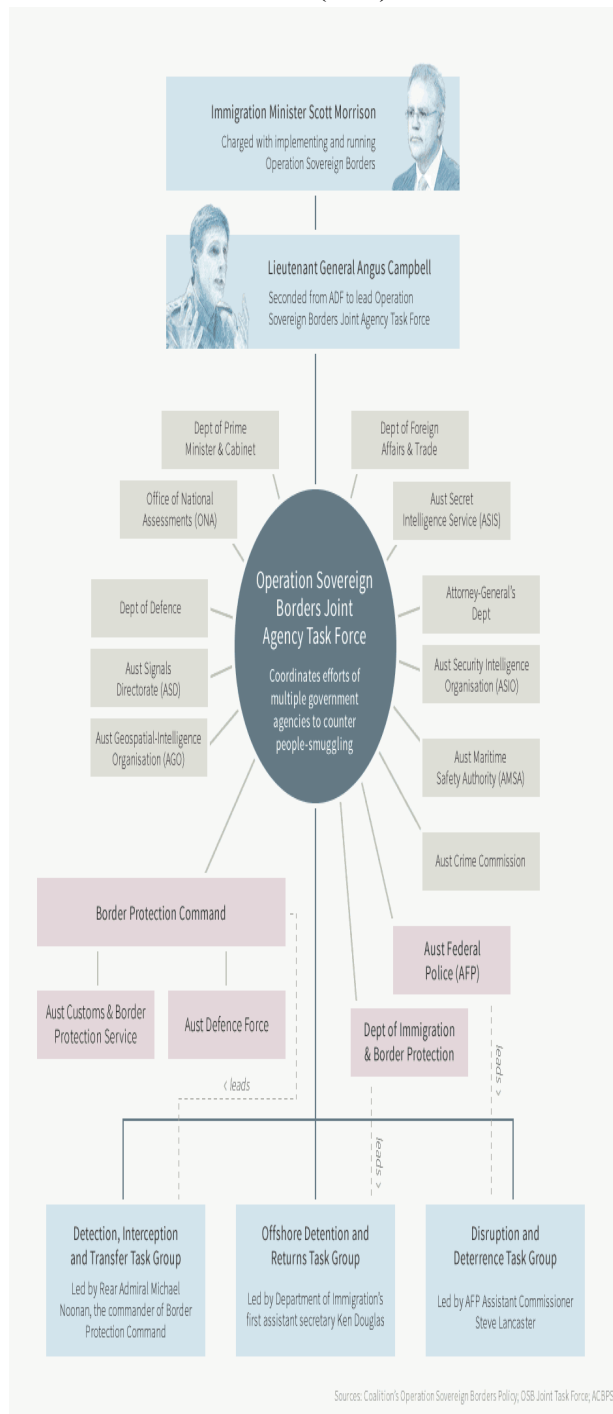 Immigration Minister Scott Morrison
Charged with implementing and running
Operation Sovereign Borders
Lieutenant General Angus Campbell
Seconded from ADF to lead Operation
Sovereign Borders Joint Agency Task Force
Dept of Prime
Minister & Cabinet
Dept of Foreign
Affairs & Trade
Office of National
Assessments (ONA)
Aust Secret
Intelligence Service (ASIS)
Operation Sovereign
Borders Joint
Agency Task Force
Coordinates efforts of
multiple government
agencies to counter
people-smuggling
Dept of Defence
Attorney-General's
Dept
Aust Signals
Directorate (ASD)
Aust Security Intelligence
Organisation (ASIO)
Aust Geospatial-Intelligence
Organisation (AGO)
Aust Maritime
Safety Authority (AMSA)
Aust Crime Commission
Border Protection Command
Aust Federal
Police (AFP)
Aust Customs & Border
Protection Service
Aust Defence Force
Dept of Immigration
& Border Protection
< leads
leads >
leads >
Detection, Interception
and Transfer Task Group
Led by Rear Admiral Michael
Noonan, the commander of Border
Protection Command
Offshore Detention and
Returns Task Group
Led by Department of Immigration's
first assistant secretary Ken Douglas
Disruption and
Deterrence Task Group
Led by AFP Assistant Commissioner
Steve Lancaster
Sources: Coalition's Operation Sovereign Borders Policy; OSB Joint Task Force; ACBPS